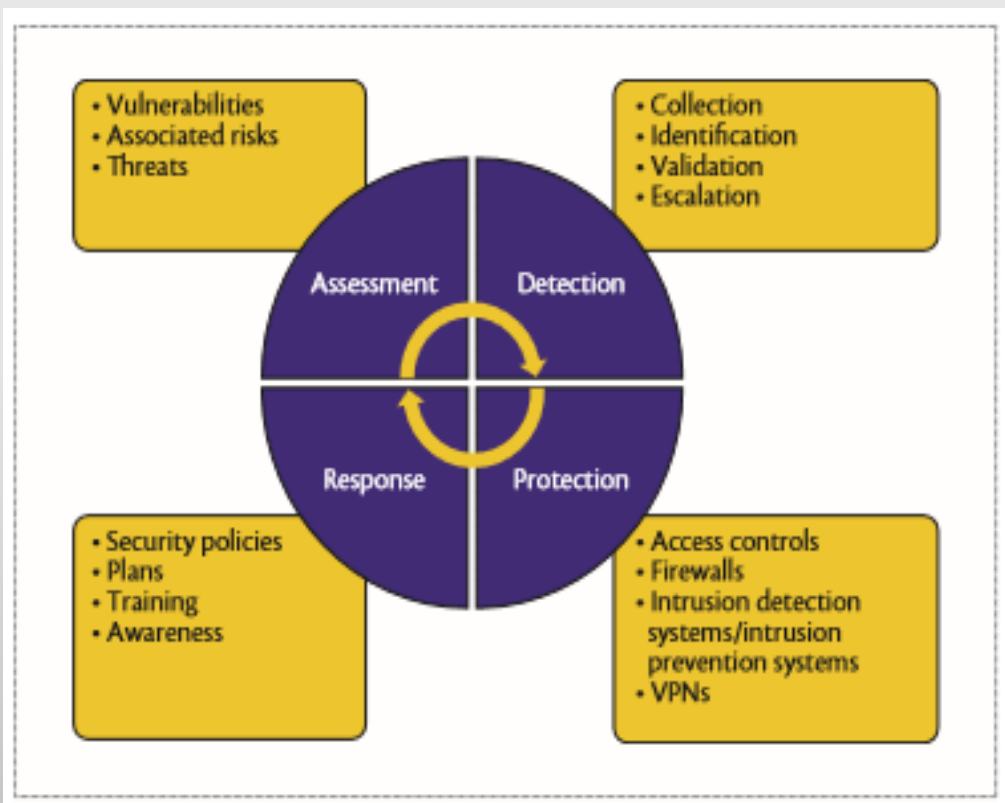 • Vulnerabilities
• Associated risks
• Threats
• Collection
• Identification
• Validation
• Escalation
Assessment
Detection
Response
Protection
• Security policies
• Plans
• Training
• Awareness
• Access controls
• Firewalls
• Intrusion detection
systems/intrusion
prevention systems
• VPNs